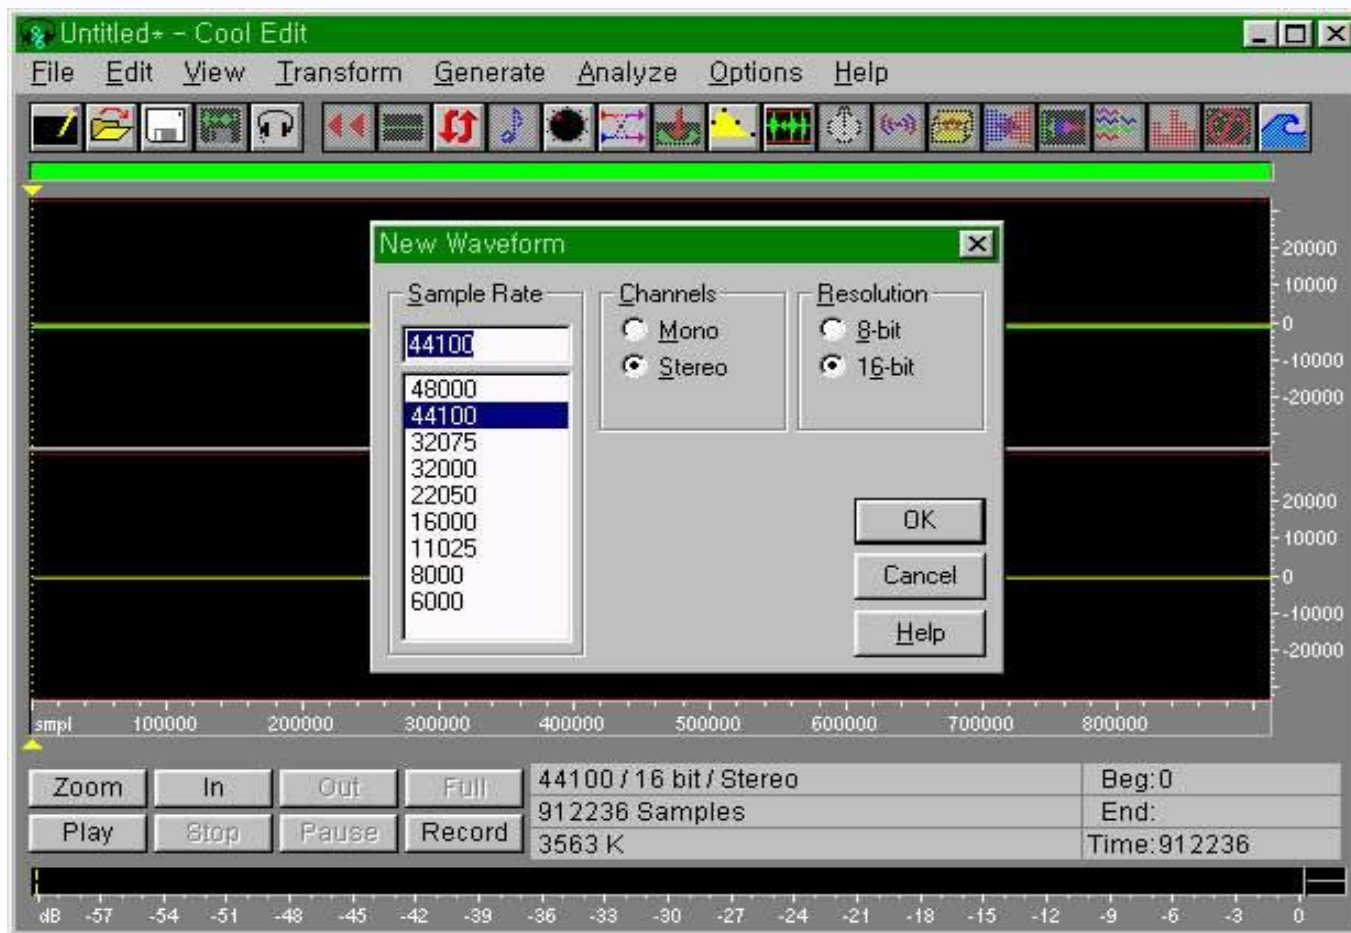 Untitled* - Cool Edit
File Edit View Transform Generate Analyze Options Help
New Waveform
Sample Rate
44100
48000
44100
32075
32000
22050
16000
11025
8000
6000
Channels
Mono
Stereo
Resolution
8-bit
16-bit
OK
Cancel
Help
20000
10000
0
-10000
-20000
20000
10000
0
-10000
-20000
smpl 100000 200000 300000 400000 500000 600000 700000 800000
Zoom In Out Full
Play Stop Pause Record
44100 / 16 bit / Stereo Beg: 0
912236 Samples End:
3563 K Time: 912236
dB -57 -54 -51 -48 -45 -42 -39 -36 -33 -30 -27 -24 -21 -18 -15 -12 -9 -6 -3 0